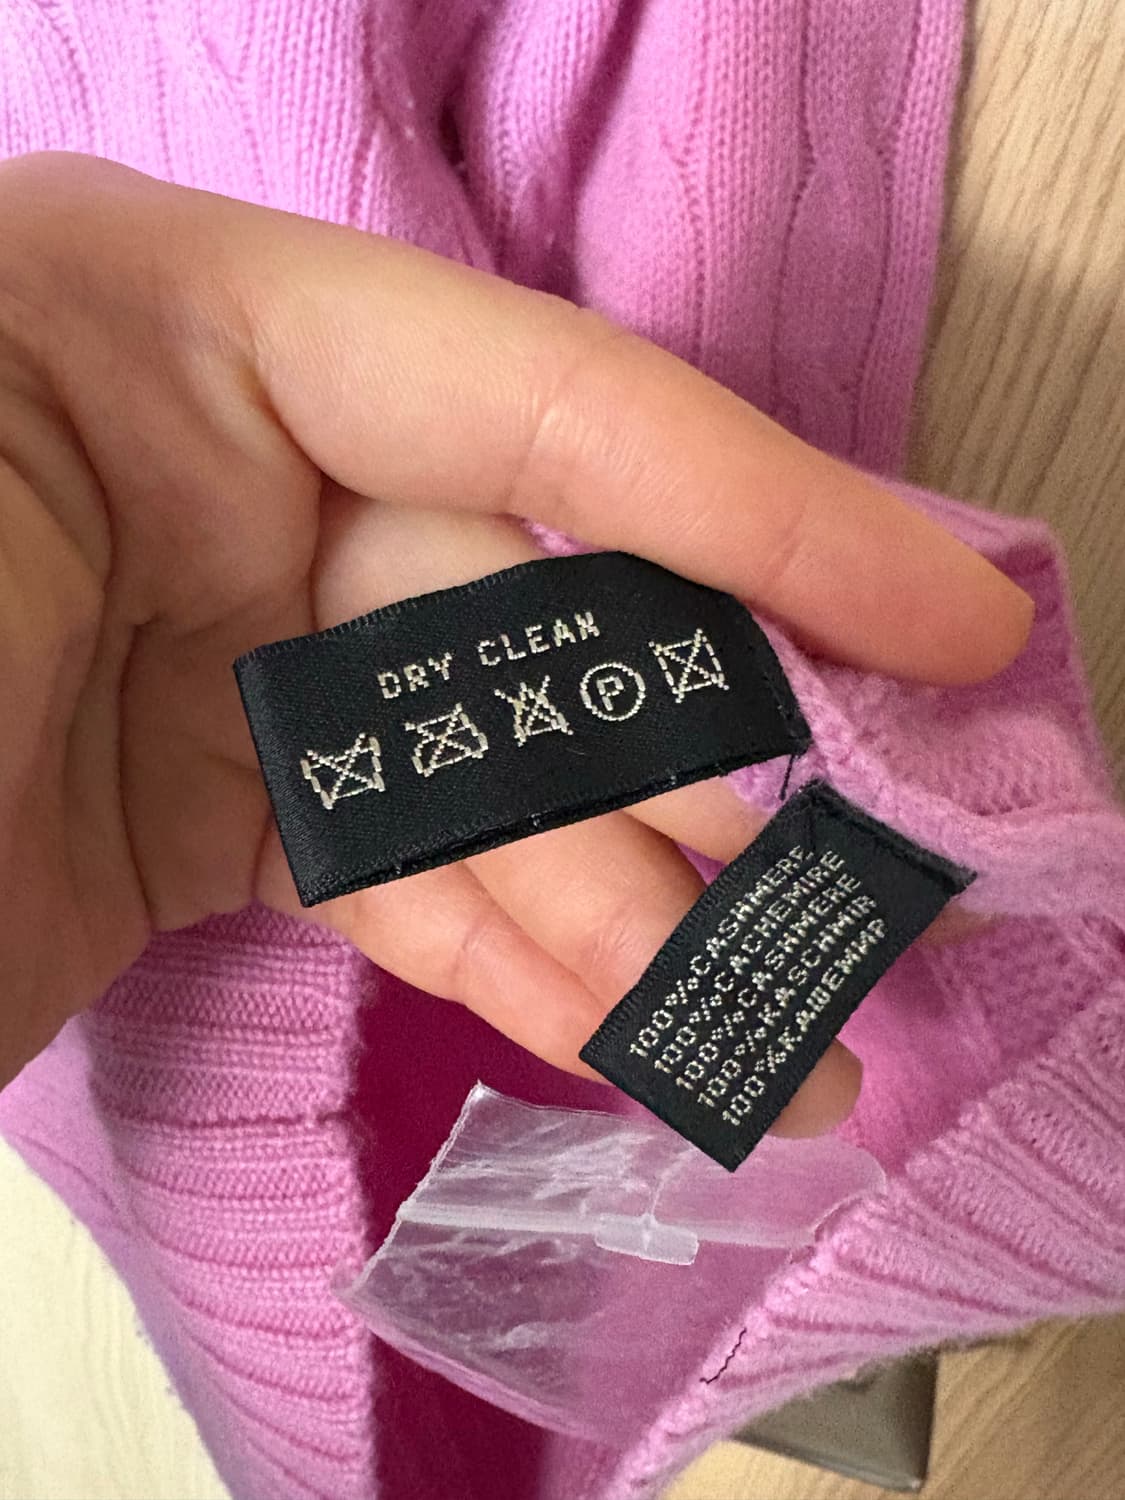 DRY CLEAN
P
100%CASHMERE
100%CACHEMIRE
100%CASHMERE
100%KASCHMIR
100%КАШЕМИР